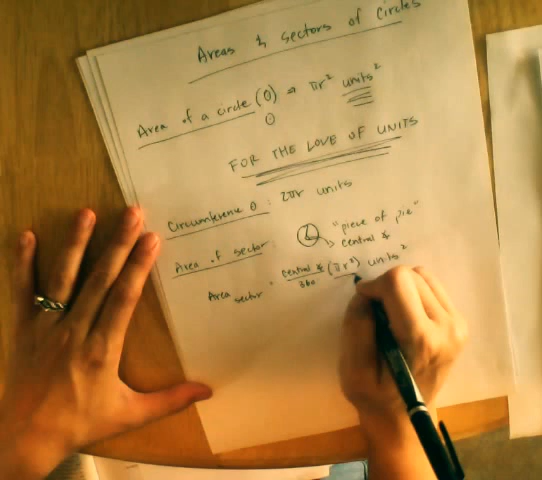 Areas & sectors of circles
Area of a circle (θ) → πr² units²
FOR THE LOVE OF UNITS
Circumference θ : 2πr units
Area of sector : "piece of pie"
central ∡
Area sector = central ∡/360 (πr²) units²